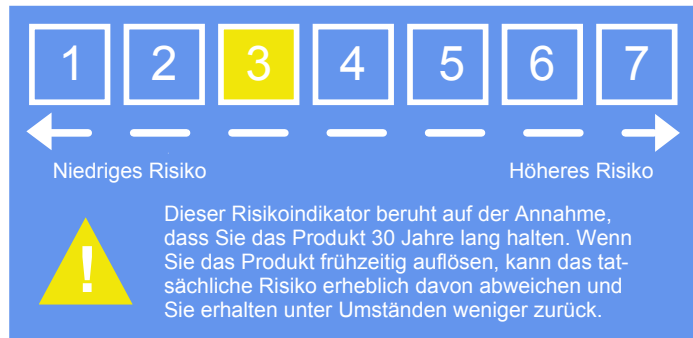 1 2 3 4 5 6 7
Niedriges Risiko Höheres Risiko
!
Dieser Risikoindikator beruht auf der Annahme,
dass Sie das Produkt 30 Jahre lang halten. Wenn
Sie das Produkt frühzeitig auflösen, kann das tat-
sächliche Risiko erheblich davon abweichen und
Sie erhalten unter Umständen weniger zurück.